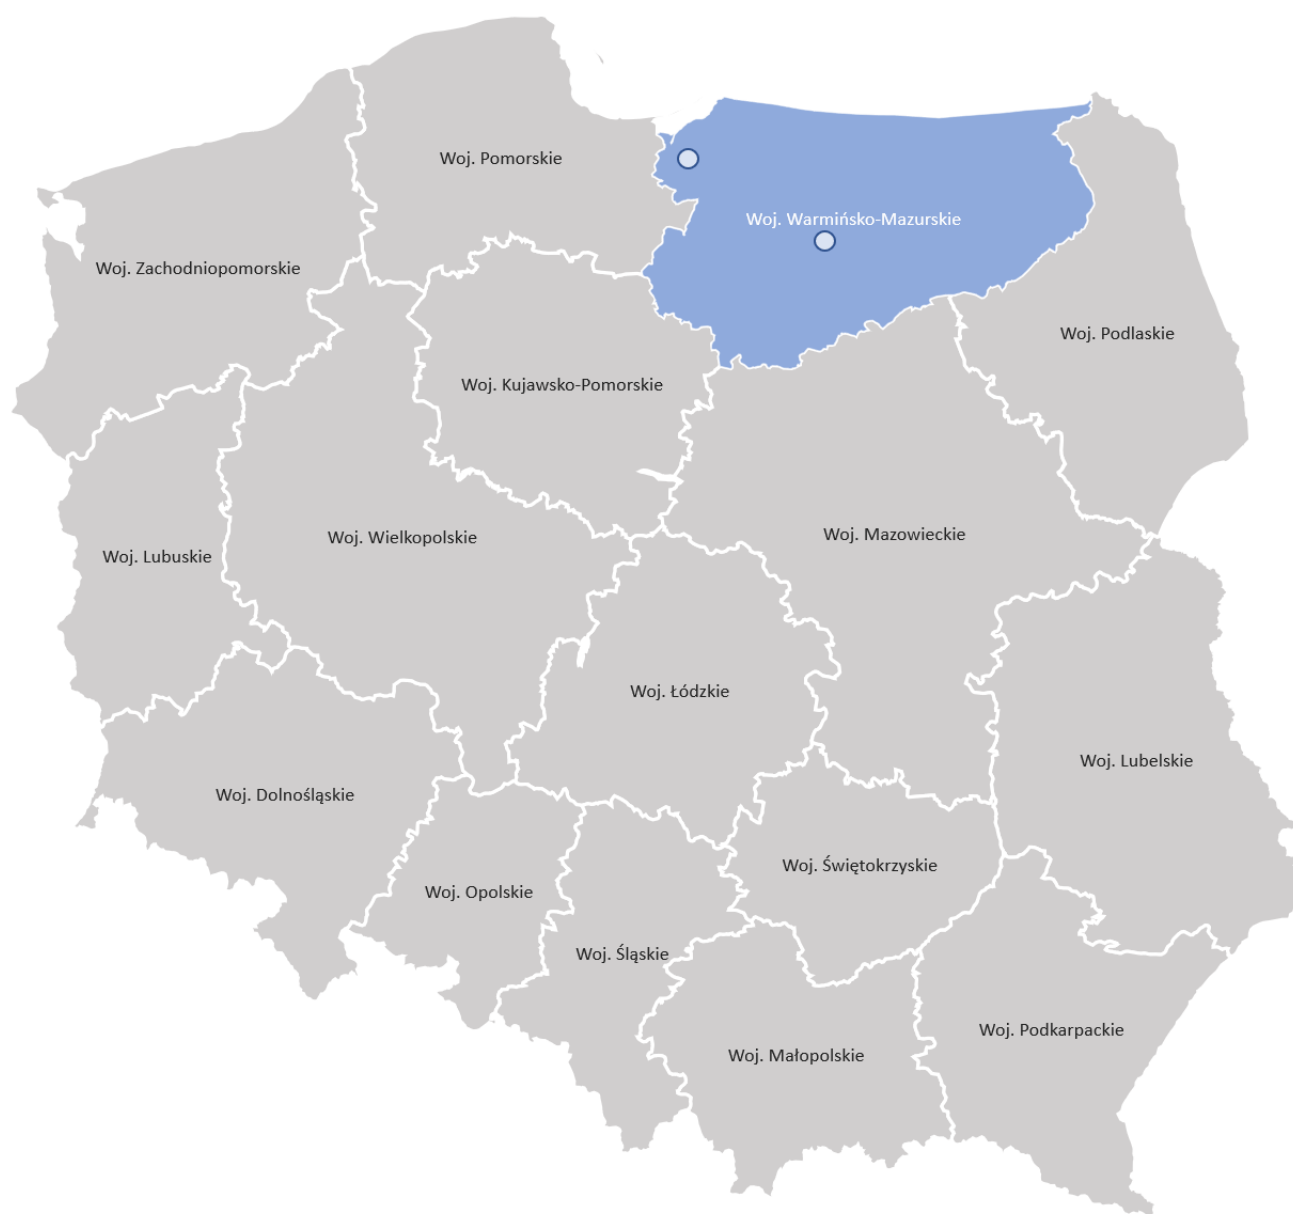 Woj. Pomorskie
Woj. Warmińsko-Mazurskie
Woj. Zachodniopomorskie
Woj. Podlaskie
Woj. Kujawsko-Pomorskie
Woj. Wielkopolskie
Woj. Mazowieckie
Woj. Lubuskie
Woj. Łódzkie
Woj. Lubelskie
Woj. Dolnośląskie
Woj. Świętokrzyskie
Woj. Opolskie
Woj. Śląskie
Woj. Podkarpackie
Woj. Małopolskie